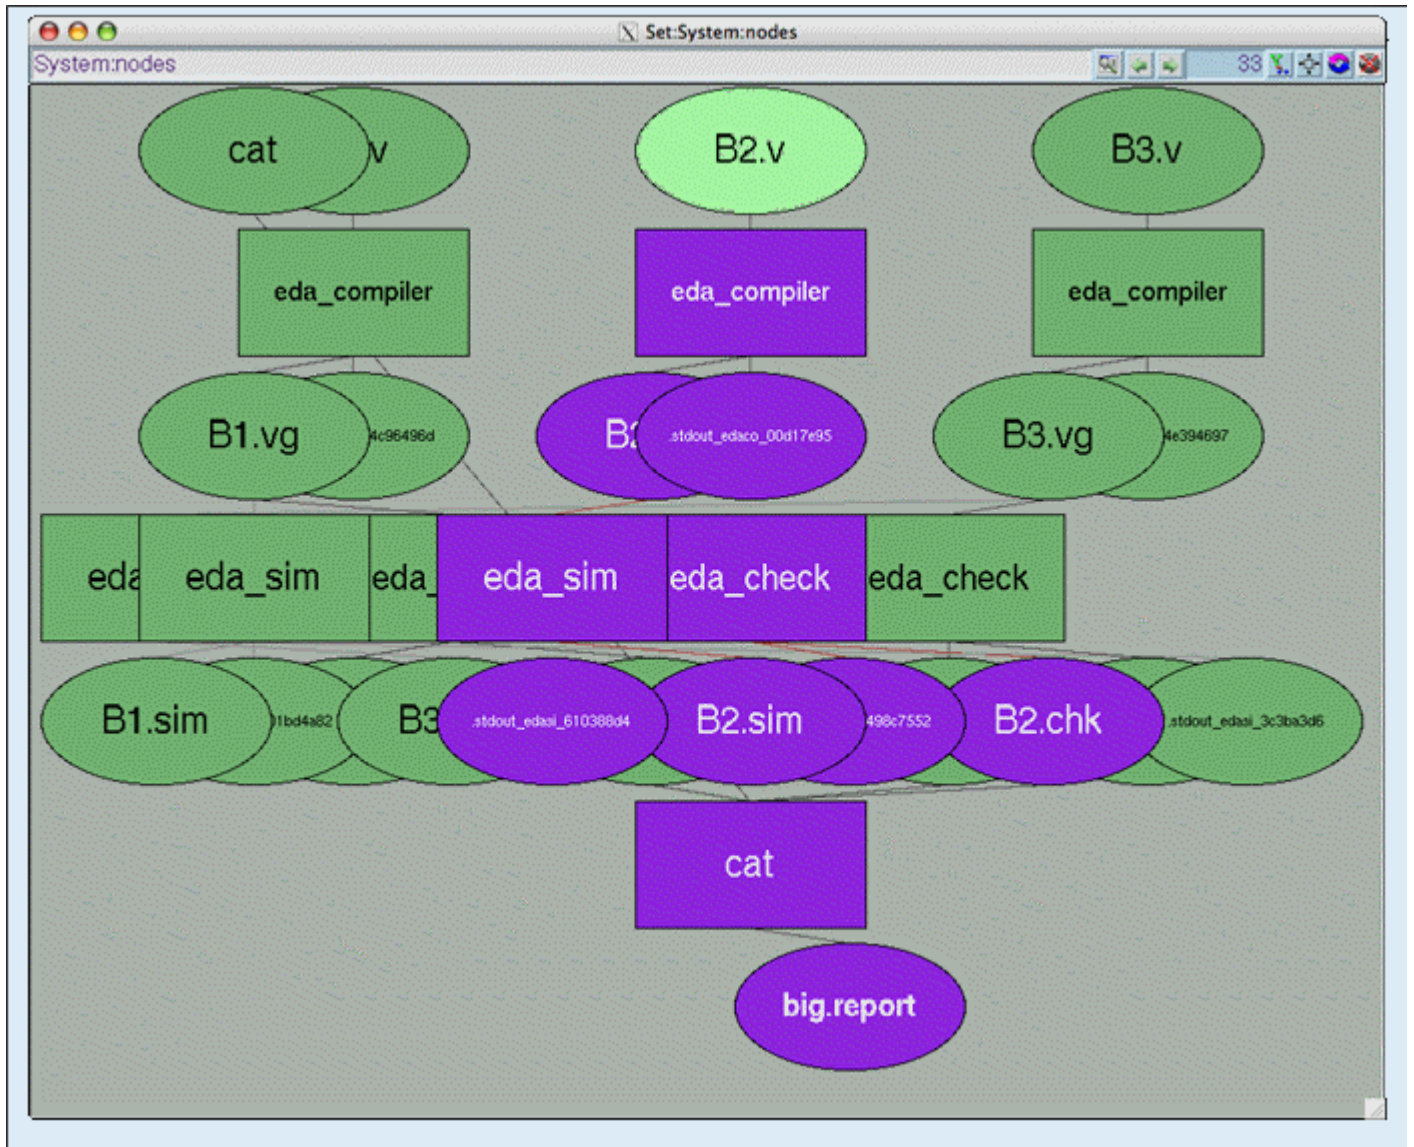 Set:System:nodes
System:nodes
33
cat
v
B2.v
B3.v
eda_compiler
eda_compiler
eda_compiler
B1.vg
4c96496d
B2
.stdout_edaco_00d17e95
B3.vg
4e394697
eda
eda_sim
eda_
eda_sim
eda_check
eda_check
B1.sim
01bd4a82
B3
.stdout_edasi_610388d4
B2.sim
498c7552
B2.chk
.stdout_edasi_3c3ba3d6
cat
big.report